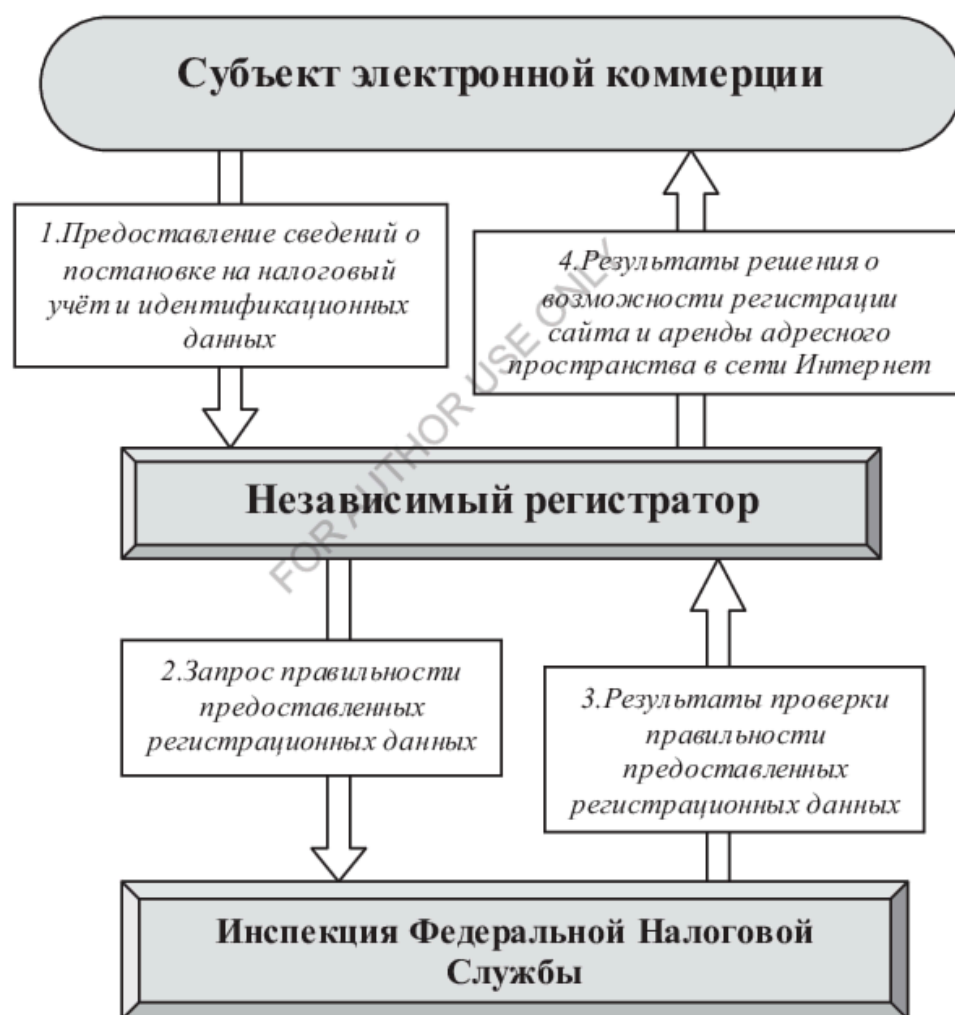 Субъект электронной коммерции
1.Предоставление сведений о
постановке на налоговый
учёт и идентификационных
данных
4.Результаты решения о
возможности регистрации
сайта и аренды адресного
пространства в сети Интернет
FOR AUTHOR USE ONLY
Независимый регистратор
2.Запрос правильности
предоставленных
регистрационных данных
3.Результаты проверки
правильности
предоставленных
регистрационных данных
Инспекция Федеральной Налоговой
Службы